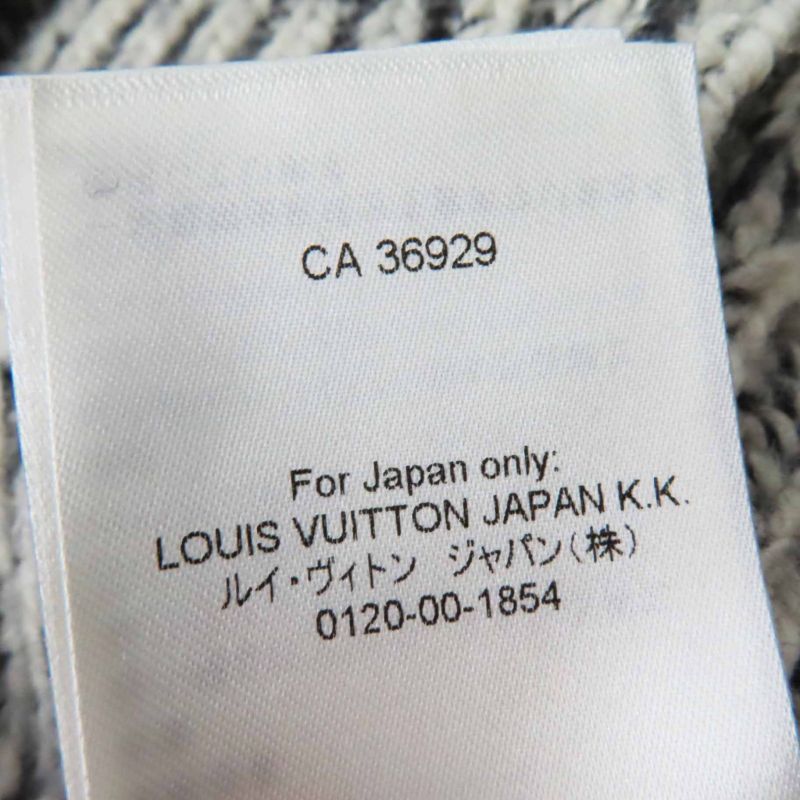 CA 36929
For Japan only:
LOUIS VUITTON JAPAN K.K.
ルイ・ヴィトン ジャパン(株)
0120-00-1854